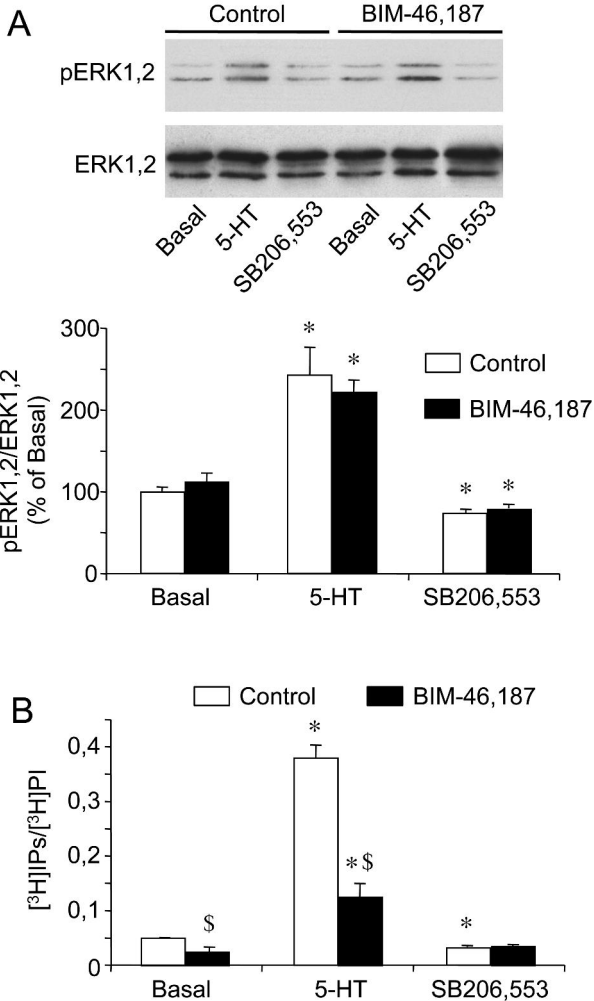 A
Control BIM-46,187
pERK1,2
ERK1,2
Basal 5-HT SB206,553 Basal 5-HT SB206,553
pERK1,2/ERK1,2
(% of Basal)
300
200
100
0
* * * *
Control
BIM-46,187
Basal 5-HT SB206,553
B
Control BIM-46,187
[³H]IPs/[³H]PI
0,4
0,3
0,2
0,1
0
$ * *$ *
Basal 5-HT SB206,553